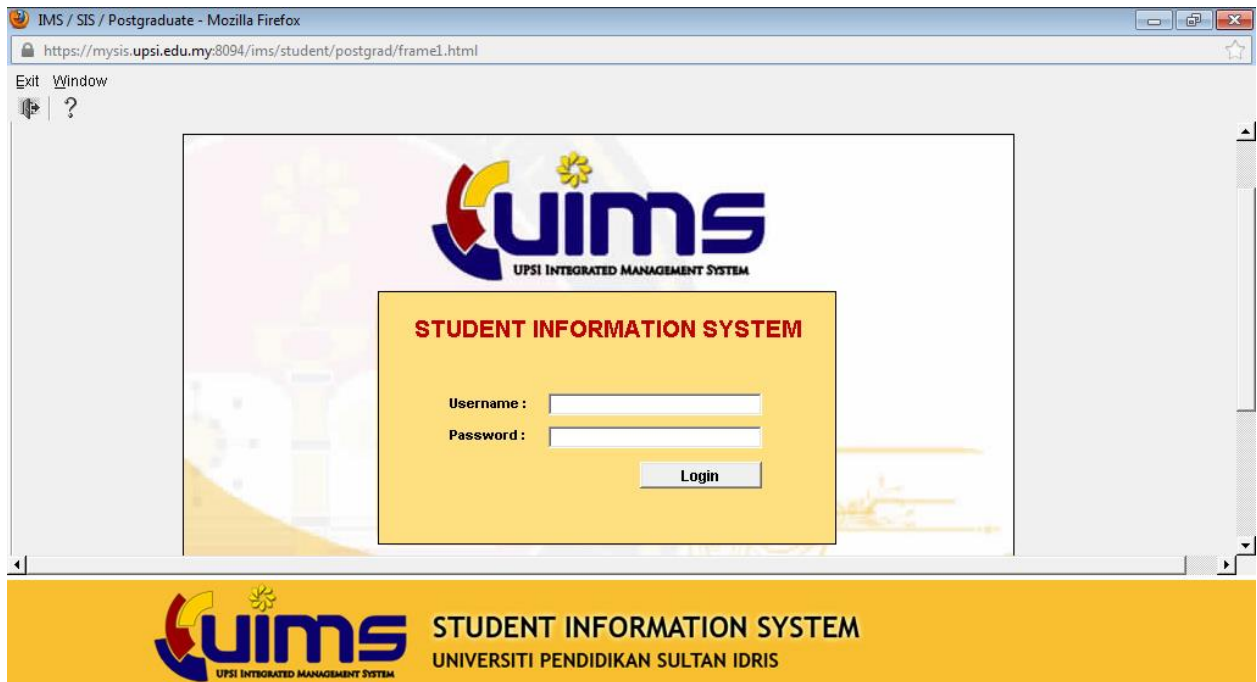 IMS / SIS / Postgraduate - Mozilla Firefox
https://mysis.upsi.edu.my:8094/ims/student/postgrad/frame1.html
Exit Window
?
uims
UPSI INTEGRATED MANAGEMENT SYSTEM
STUDENT INFORMATION SYSTEM
Username :
Password :
Login
uims
UPSI INTEGRATED MANAGEMENT SYSTEM
STUDENT INFORMATION SYSTEM
UNIVERSITI PENDIDIKAN SULTAN IDRIS